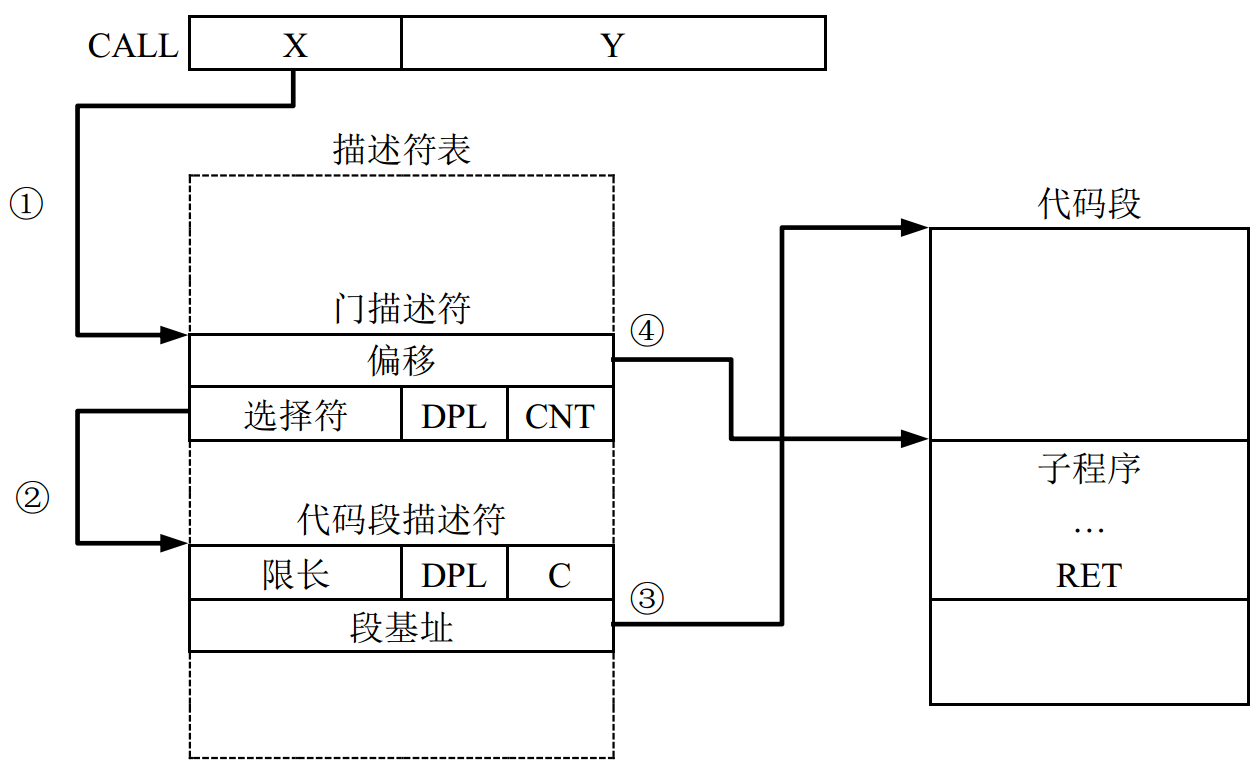 CALL X Y
描述符表
①
代码段
门描述符
④
偏移
选择符 DPL CNT
子程序
②
代码段描述符
…
限长 DPL C
RET
③
段基址